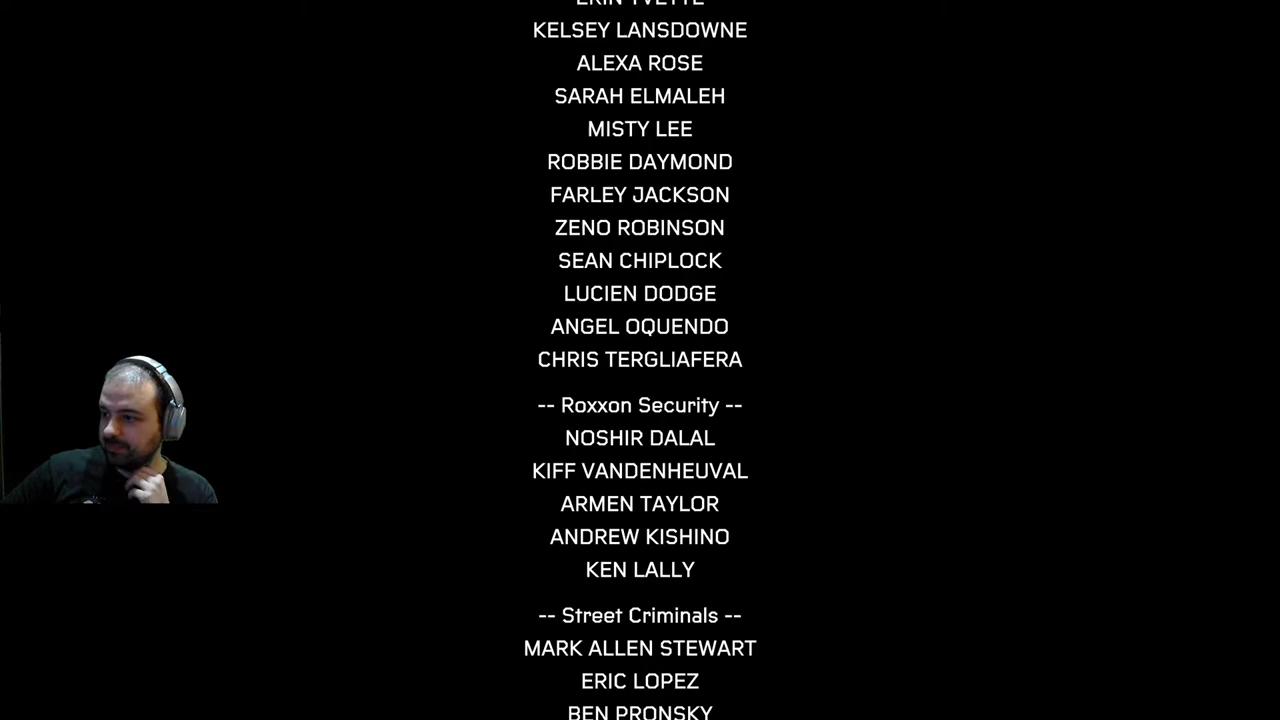 ERIN YVETTE
KELSEY LANSDOWNE
ALEXA ROSE
SARAH ELMALEH
MISTY LEE
ROBBIE DAYMOND
FARLEY JACKSON
ZENO ROBINSON
SEAN CHIPLOCK
LUCIEN DODGE
ANGEL OQUENDO
CHRIS TERGLIAFERA
-- Roxxon Security --
NOSHIR DALAL
KIFF VANDENHEUVAL
ARMEN TAYLOR
ANDREW KISHINO
KEN LALLY
-- Street Criminals --
MARK ALLEN STEWART
ERIC LOPEZ
BEN PRONSKY